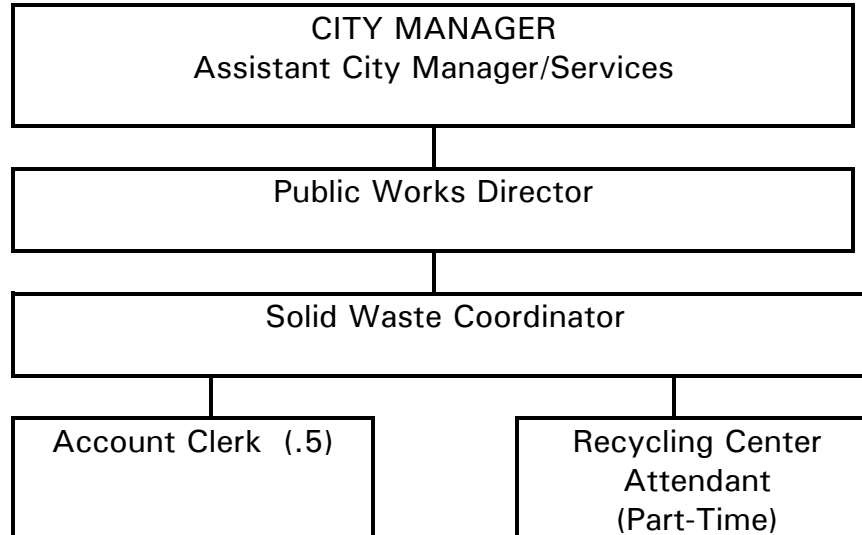 CITY MANAGER
Assistant City Manager/Services
Public Works Director
Solid Waste Coordinator
Account Clerk (.5)
Recycling Center
Attendant
(Part-Time)